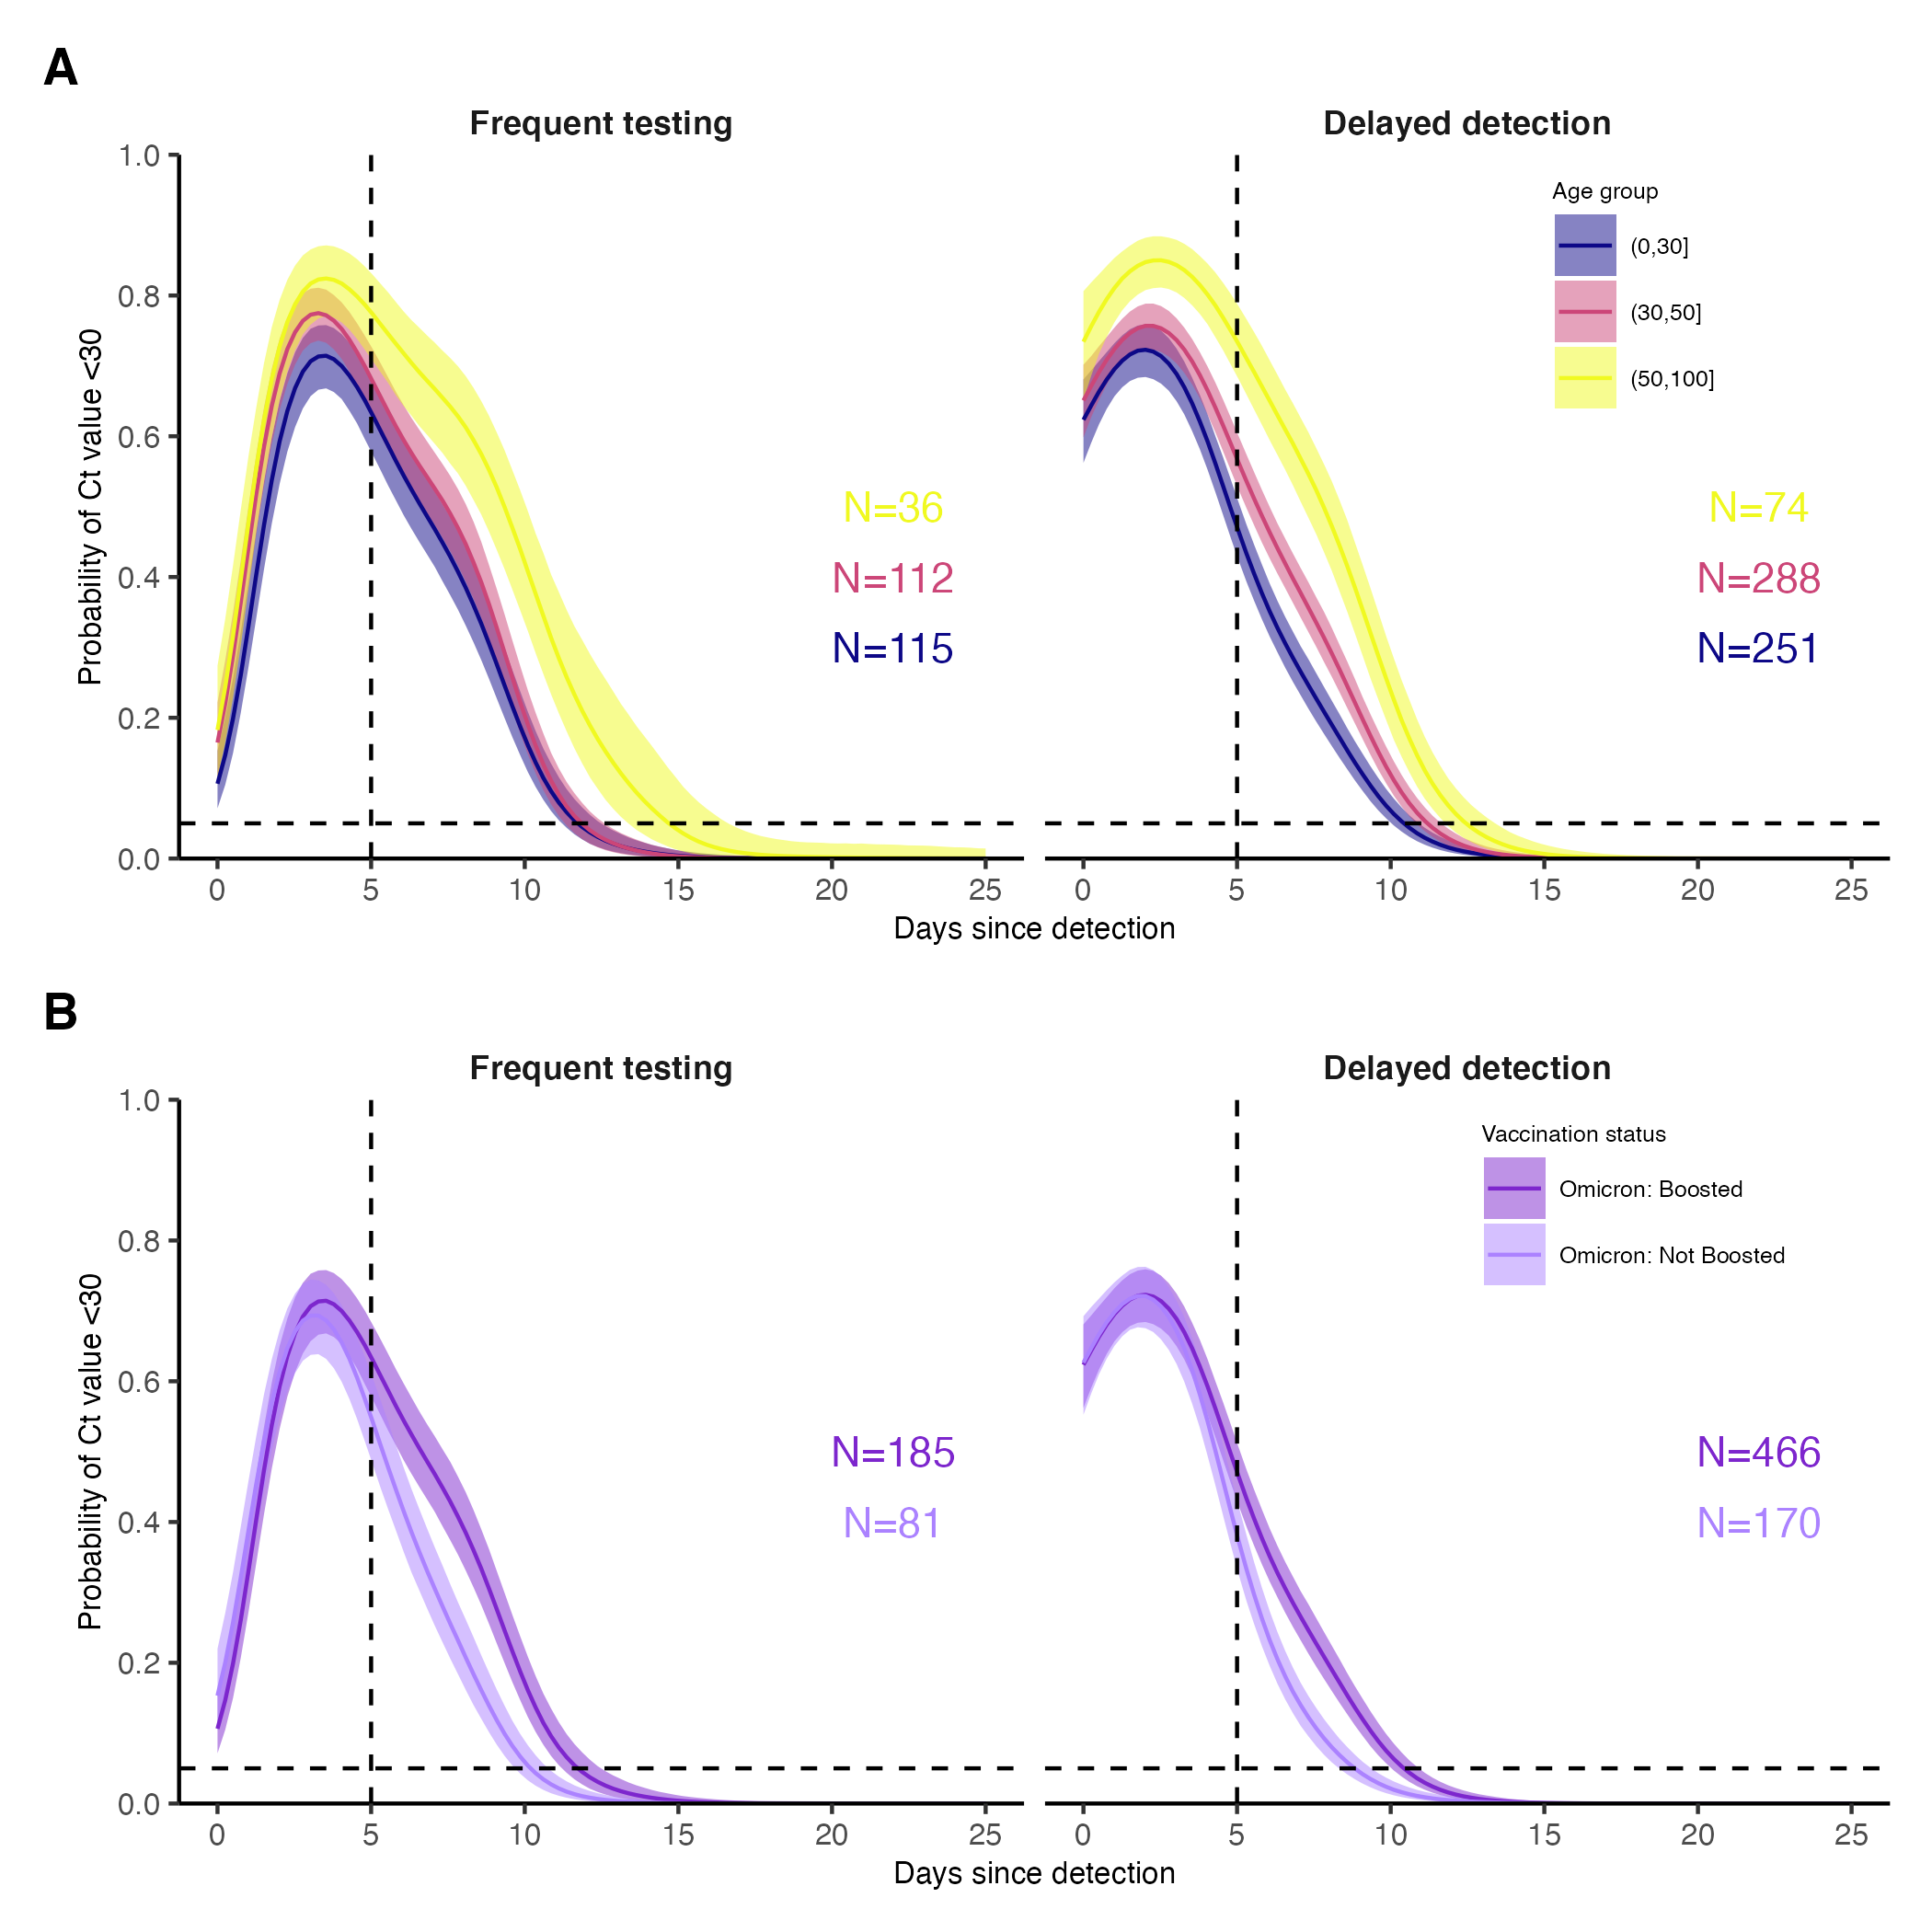 A
Frequent testing
Delayed detection
Probability of Ct value <30
1.0
0.8
0.6
0.4
0.2
0.0
Age group
(0,30]
(30,50]
(50,100]
N=36
N=112
N=115
N=74
N=288
N=251
0 5 10 15 20 25
0 5 10 15 20 25
Days since detection
B
Frequent testing
Delayed detection
Probability of Ct value <30
1.0
0.8
0.6
0.4
0.2
0.0
Vaccination status
Omicron: Boosted
Omicron: Not Boosted
N=185
N=81
N=466
N=170
0 5 10 15 20 25
0 5 10 15 20 25
Days since detection